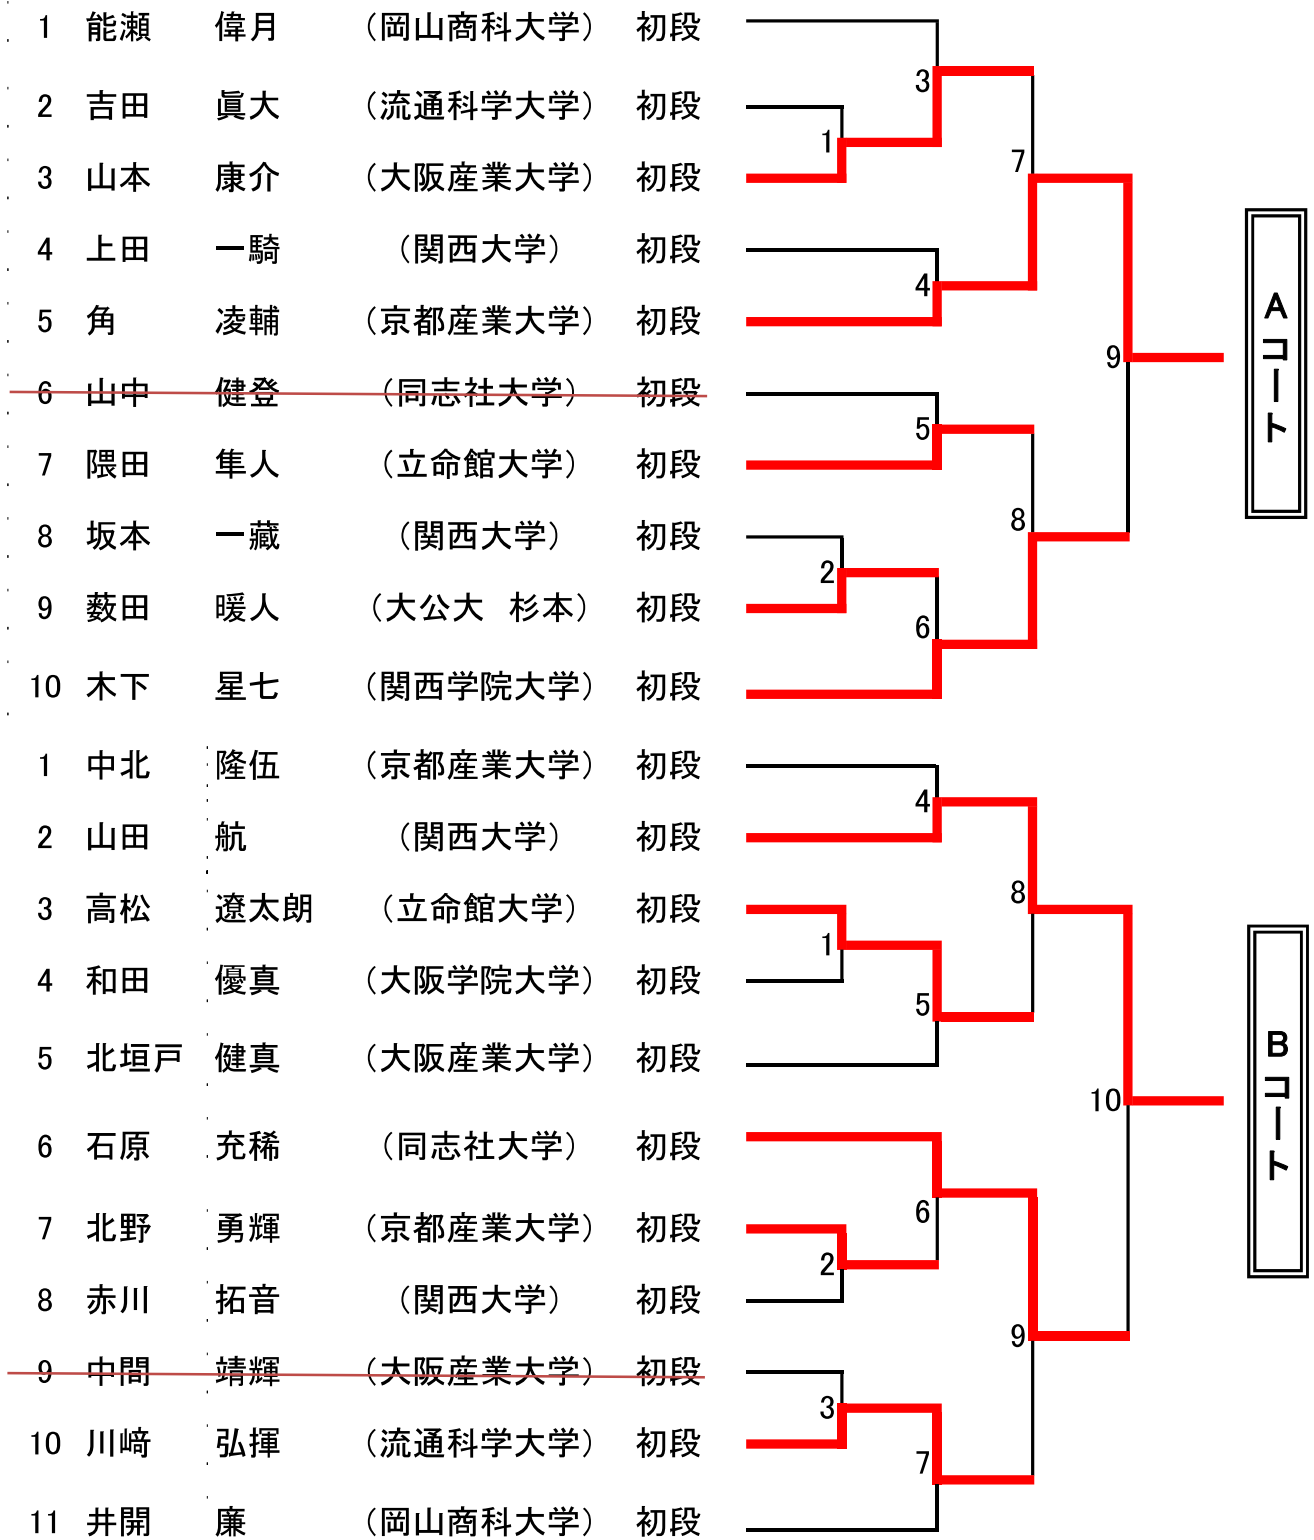 1 能瀬 偉月 （岡山商科大学） 初段
2 吉田 眞大 （流通科学大学） 初段
3 山本 康介 （大阪産業大学） 初段
4 上田 一騎 （関西大学） 初段
5 角 凌輔 （京都産業大学） 初段
6 山中 健登 （同志社大学） 初段
7 隈田 隼人 （立命館大学） 初段
8 坂本 一藏 （関西大学） 初段
9 薮田 暖人 （大公大　杉本） 初段
10 木下 星七 （関西学院大学） 初段
3
1
7
4
9
5
8
2
6
Aコート
1 中北 隆伍 （京都産業大学） 初段
2 山田 航 （関西大学） 初段
3 高松 遼太朗 （立命館大学） 初段
4 和田 優真 （大阪学院大学） 初段
5 北垣戸 健真 （大阪産業大学） 初段
6 石原 充稀 （同志社大学） 初段
7 北野 勇輝 （京都産業大学） 初段
8 赤川 拓音 （関西大学） 初段
9 中間 靖輝 （大阪産業大学） 初段
10 川﨑 弘揮 （流通科学大学） 初段
11 井開 廉 （岡山商科大学） 初段
4
8
1
5
10
6
2
9
3
7
Bコート